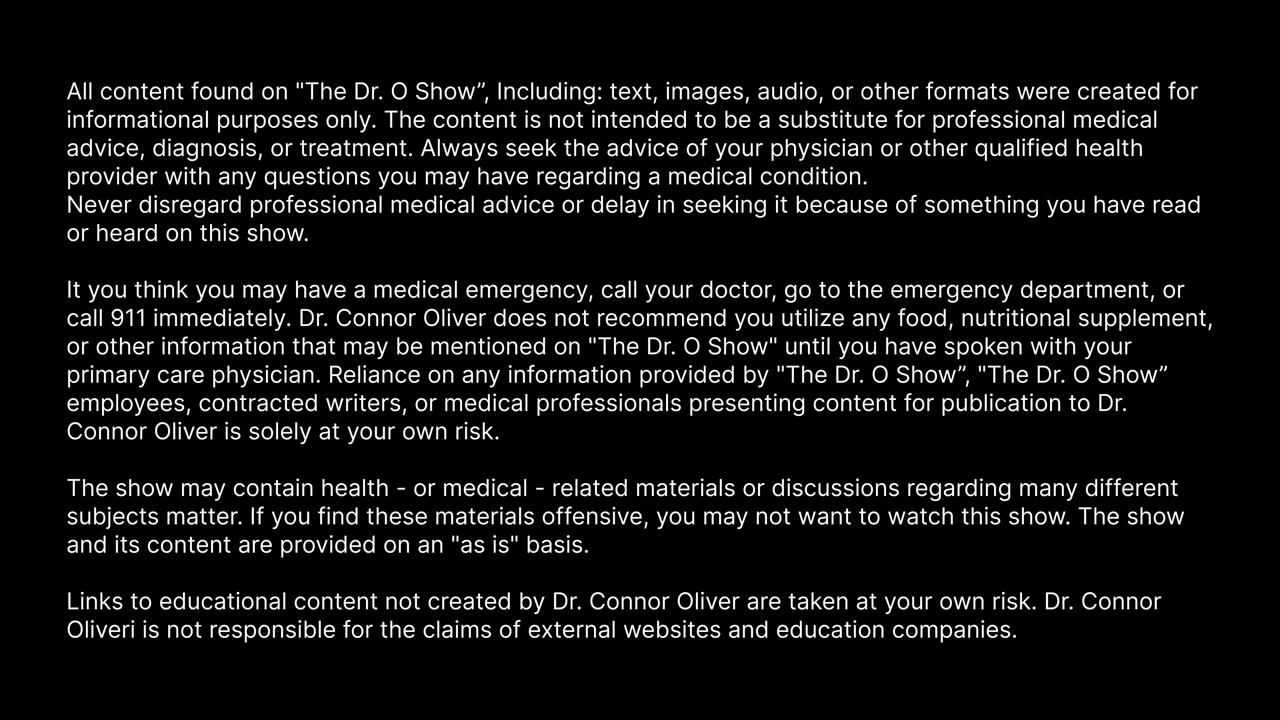 All content found on "The Dr. O Show”, Including: text, images, audio, or other formats were created for
informational purposes only. The content is not intended to be a substitute for professional medical
advice, diagnosis, or treatment. Always seek the advice of your physician or other qualified health
provider with any questions you may have regarding a medical condition.
Never disregard professional medical advice or delay in seeking it because of something you have read
or heard on this show.
It you think you may have a medical emergency, call your doctor, go to the emergency department, or
call 911 immediately. Dr. Connor Oliver does not recommend you utilize any food, nutritional supplement,
or other information that may be mentioned on "The Dr. O Show" until you have spoken with your
primary care physician. Reliance on any information provided by "The Dr. O Show”, "The Dr. O Show”
employees, contracted writers, or medical professionals presenting content for publication to Dr.
Connor Oliver is solely at your own risk.
The show may contain health - or medical - related materials or discussions regarding many different
subjects matter. If you find these materials offensive, you may not want to watch this show. The show
and its content are provided on an "as is" basis.
Links to educational content not created by Dr. Connor Oliver are taken at your own risk. Dr. Connor
Oliveri is not responsible for the claims of external websites and education companies.